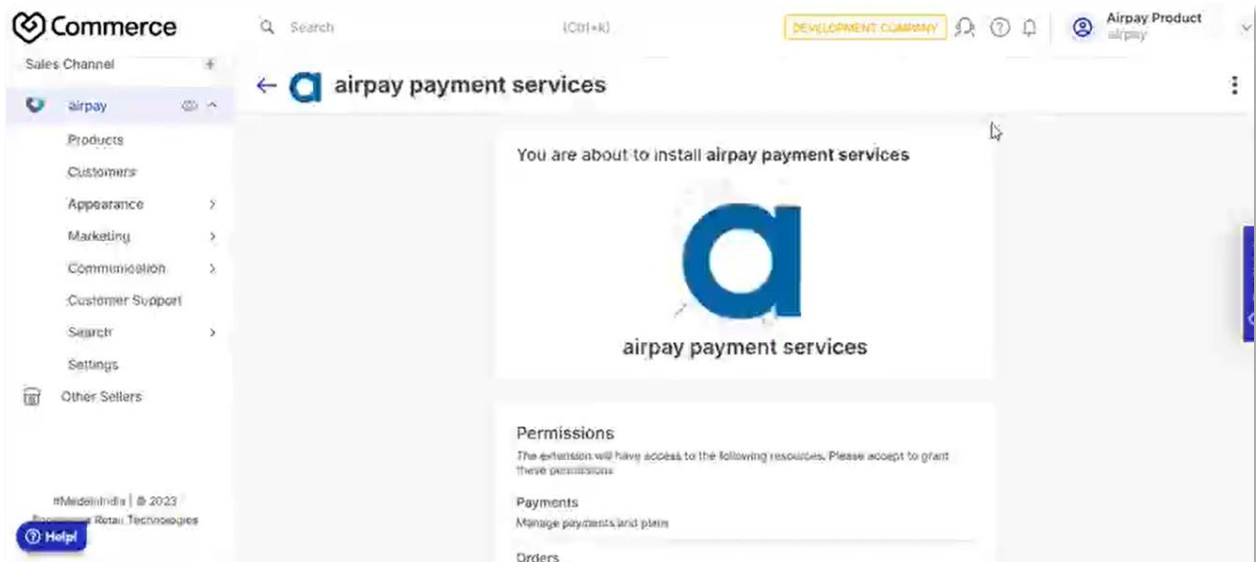 Commerce
Search
(Ctrl+k)
DEVELOPMENT COMPANY
Airpay Product
airpay
Sales Channel
+
airpay payment services
airpay
Products
Customers
Appearance
Marketing
Communication
Customer Support
Search
Settings
Other Sellers
You are about to install airpay payment services
a
airpay payment services
Permissions
The extension will have access to the following resources. Please accept to grant
these permissions
Payments
Manage payments and
Orders
#MadeInIndia | © 2023
Retail Technologies
Help!